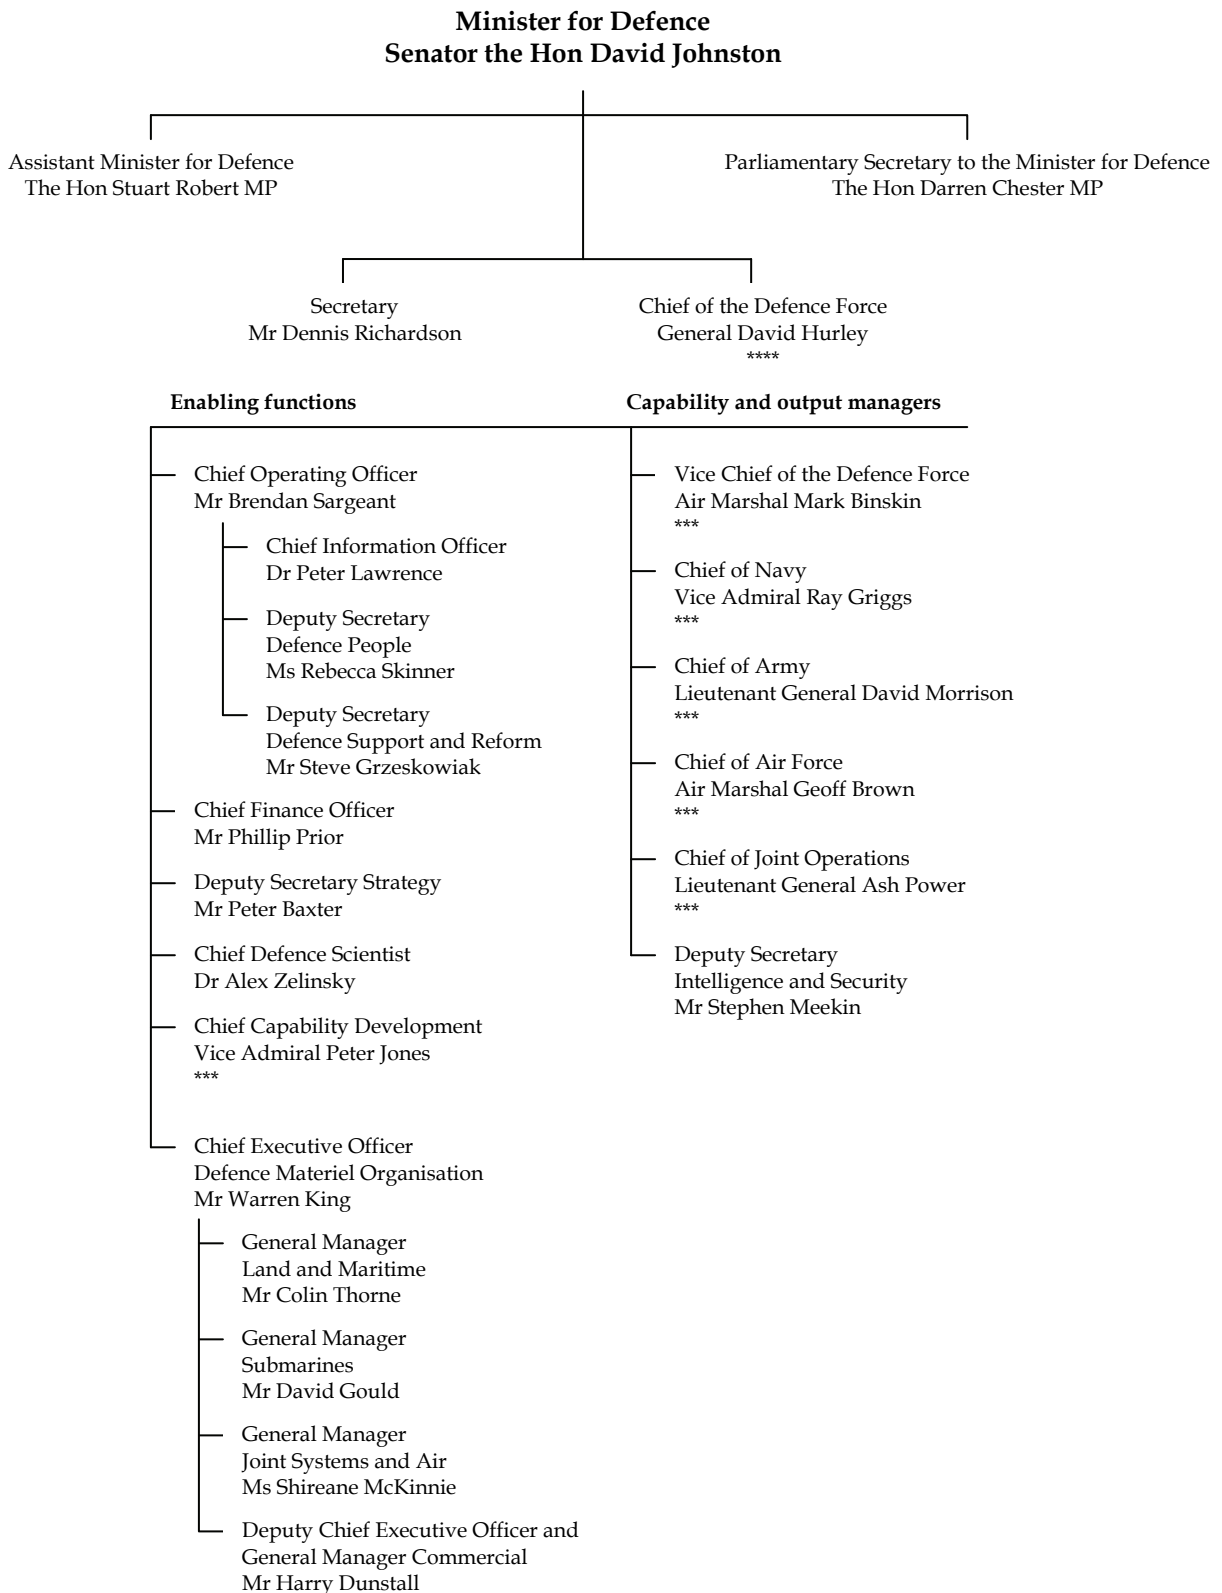 Minister for Defence
Senator the Hon David Johnston
Assistant Minister for Defence
The Hon Stuart Robert MP
Parliamentary Secretary to the Minister for Defence
The Hon Darren Chester MP
Secretary
Mr Dennis Richardson
Chief of the Defence Force
General David Hurley
****
Enabling functions
Chief Operating Officer
Mr Brendan Sargeant
Chief Information Officer
Dr Peter Lawrence
Deputy Secretary
Defence People
Ms Rebecca Skinner
Deputy Secretary
Defence Support and Reform
Mr Steve Grzeskowiak
Chief Finance Officer
Mr Phillip Prior
Deputy Secretary Strategy
Mr Peter Baxter
Chief Defence Scientist
Dr Alex Zelinsky
Chief Capability Development
Vice Admiral Peter Jones
***
Chief Executive Officer
Defence Materiel Organisation
Mr Warren King
General Manager
Land and Maritime
Mr Colin Thorne
General Manager
Submarines
Mr David Gould
General Manager
Joint Systems and Air
Ms Shireane McKinnie
Deputy Chief Executive Officer and
General Manager Commercial
Mr Harry Dunstall
Capability and output managers
Vice Chief of the Defence Force
Air Marshal Mark Binskin
***
Chief of Navy
Vice Admiral Ray Griggs
***
Chief of Army
Lieutenant General David Morrison
***
Chief of Air Force
Air Marshal Geoff Brown
***
Chief of Joint Operations
Lieutenant General Ash Power
***
Deputy Secretary
Intelligence and Security
Mr Stephen Meekin